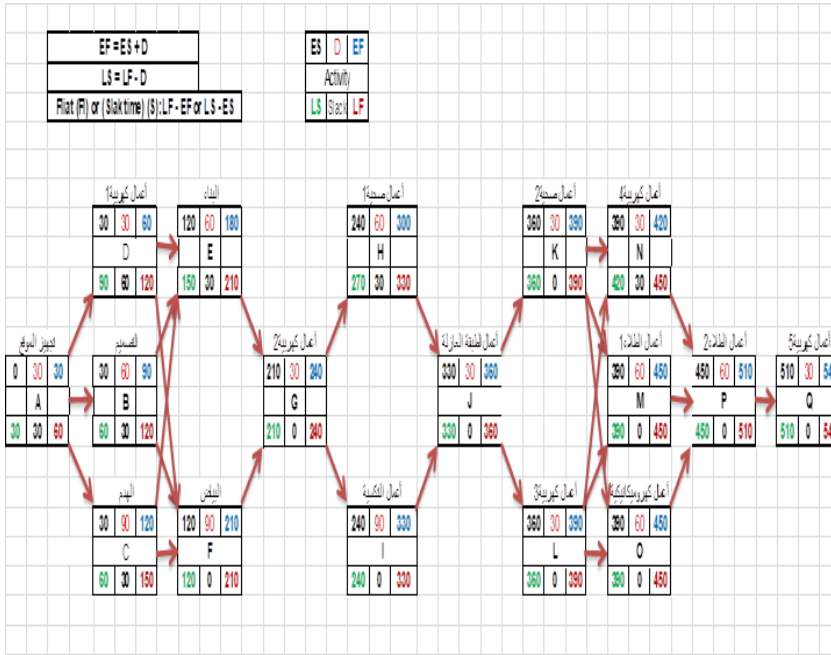 EF = ES + D
LS = LF - D
Flat (Fl) or (Slak time) (S): LF - EF or LS - ES
ES D EF
Activity
LS Slack LF
أعمال كهربية1
30 30 60
D
90 60 120
البناء
120 60 180
E
150 30 210
أعمال صحية1
240 60 300
H
270 30 330
أعمال صحية2
360 30 390
K
360 0 390
أعمال كهربية4
390 30 420
N
420 30 450
تجهيز الموقع
0 30 30
A
30 30 60
التصميم
30 60 90
B
60 30 120
أعمال كهربية2
210 30 240
G
210 0 240
أعمال الطبقة العازلة
330 30 360
J
330 0 360
أعمال الطلاء1
390 60 450
M
390 0 450
أعمال الطلاء2
450 60 510
P
450 0 510
أعمال كهربية5
510 30 54
Q
510 0 54
الهدم
30 90 120
C
60 30 150
120 90 210
F
120 0 210
أعمال التكسية
240 90 330
I
240 0 330
أعمال كهربية3
360 30 390
L
360 0 390
أعمال كهروميكانيكية
390 60 450
O
390 0 450